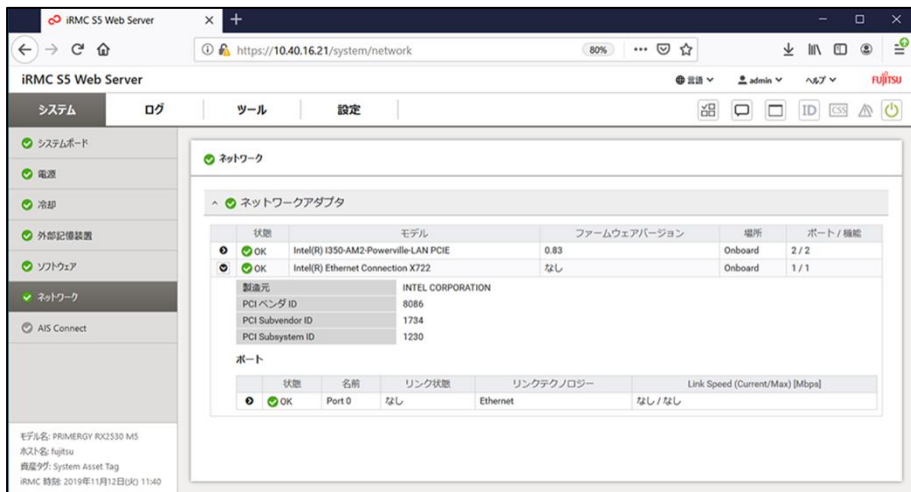 iRMC S5 Web Server
https://10.40.16.21/system/network
80%
iRMC S5 Web Server
言語
admin
ヘルプ
FUJITSU
システム
ログ
ツール
設定
ID
CSS
システムボード
電源
冷却
外部記憶装置
ソフトウェア
ネットワーク
AIS Connect
ネットワーク
ネットワークアダプタ
状態 モデル ファームウェアバージョン 場所 ポート / 機能
OK Intel(R) I350-AM2-Powerville-LAN PCIE 0.83 Onboard 2 / 2
OK Intel(R) Ethernet Connection X722 なし Onboard 1 / 1
製造元 INTEL CORPORATION
PCI ベンダ ID 8086
PCI Subvendor ID 1734
PCI Subsystem ID 1230
ポート
状態 名前 リンク状態 リンクテクノロジー Link Speed (Current/Max) [Mbps]
OK Port 0 なし Ethernet なし / なし
モデル名: PRIMERGY RX2530 M5
ホスト名: fujitsu
資産タグ: System Asset Tag
iRMC 時刻: 2019年11月12日(火) 11:40